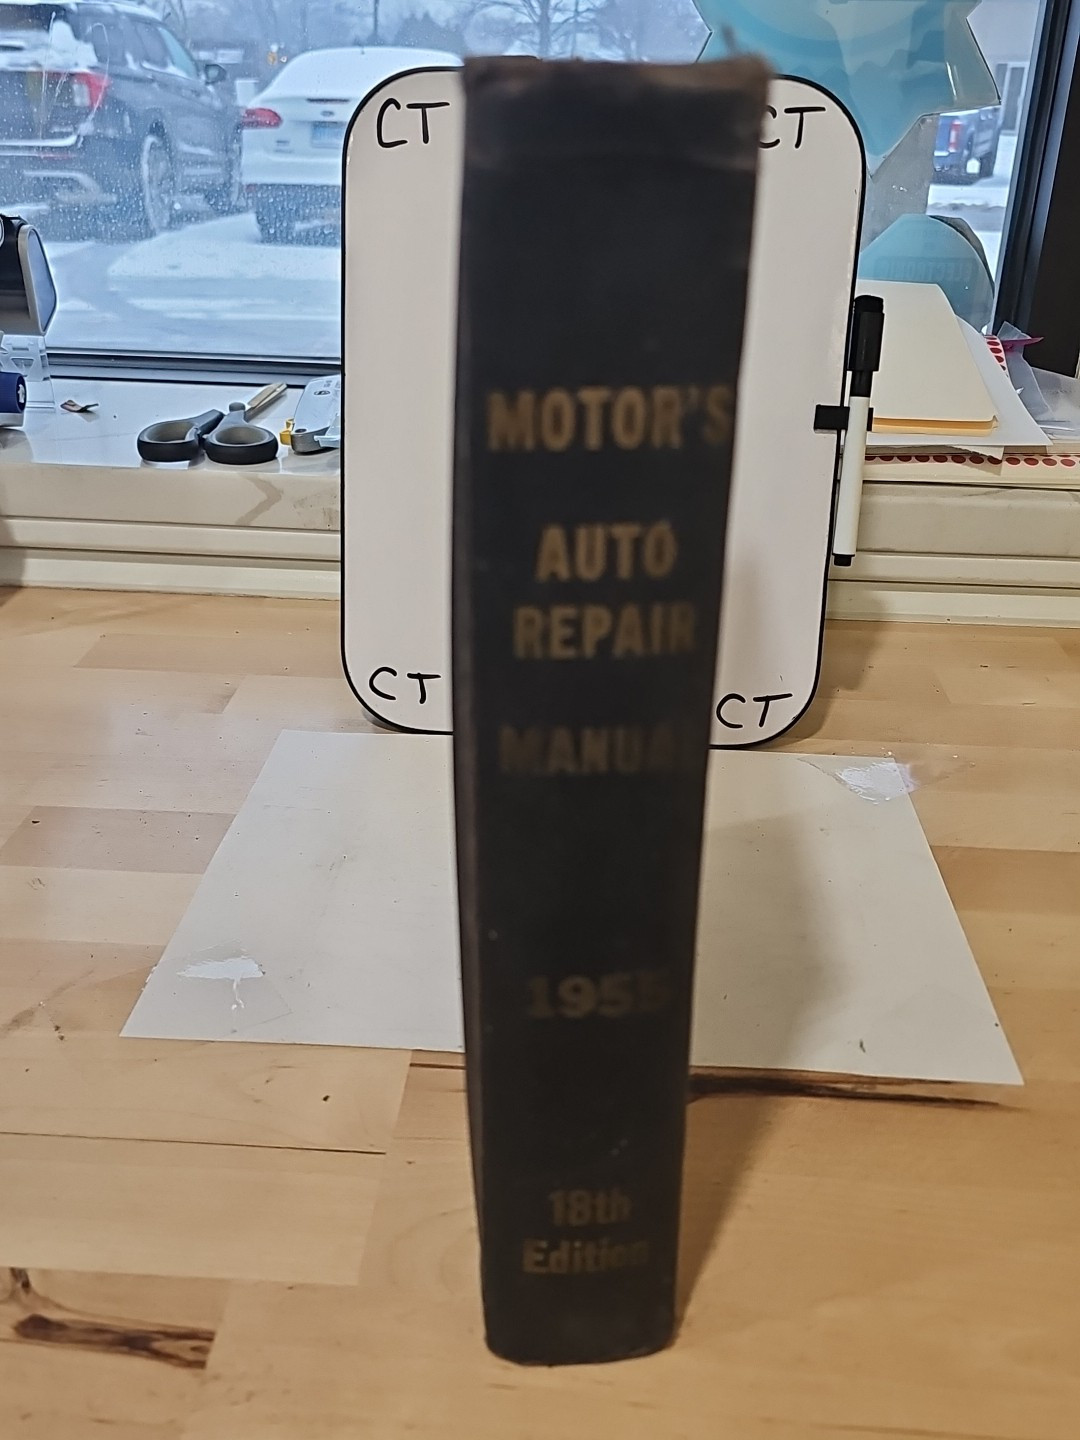 CT
CT
MOTOR'S
AUTO
REPAIR
MANUAL
CT
CT
1955
18th
Edition